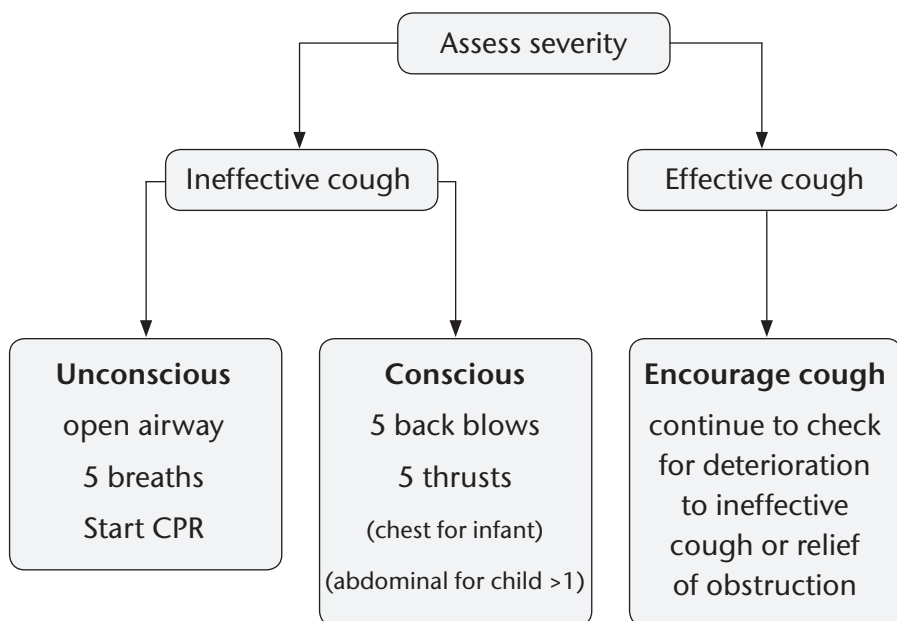 Assess severity
Ineffective cough
Effective cough
Unconscious
open airway
5 breaths
Start CPR
Conscious
5 back blows
5 thrusts
(chest for infant)
(abdominal for child >1)
Encourage cough
continue to check
for deterioration
to ineffective
cough or relief
of obstruction